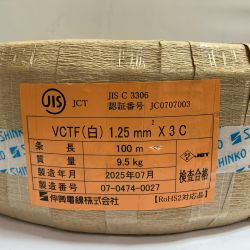 JIS
JCT
JIS C 3306
認証番号 JC0707003
VCTF(白) 1.25 mm² X 3 C
条長 100 m
質量 9.5 kg
製造年月 2025年07月
製造番号 07-0474-0027
JET
検査合格
伸興電線株式会社
【RoHS2対応品】
SHINKO
SHINKO